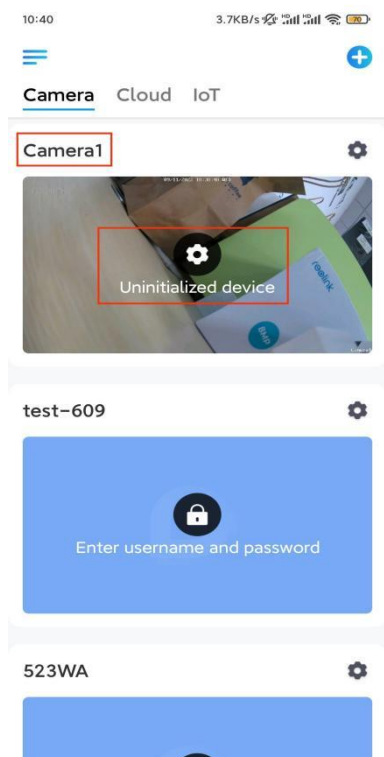 10:40
3.7KB/s
70
Camera Cloud IoT
Camera1
Uninitialized device
reolink
BMP
test-609
Enter username and password
523WA